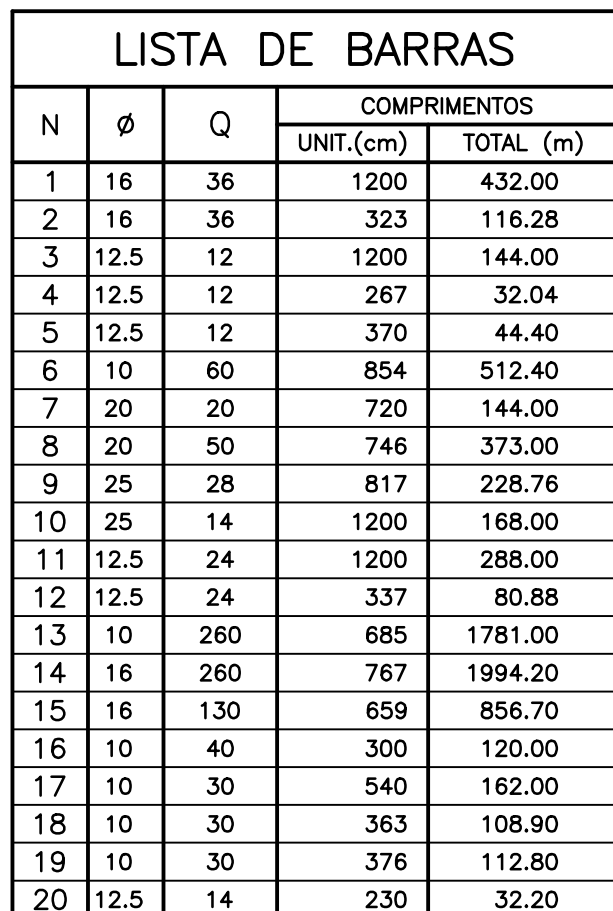 LISTA DE BARRAS
N Ø Q COMPRIMENTOS
UNIT.(cm) TOTAL (m)
1 16 36 1200 432.00
2 16 36 323 116.28
3 12.5 12 1200 144.00
4 12.5 12 267 32.04
5 12.5 12 370 44.40
6 10 60 854 512.40
7 20 20 720 144.00
8 20 50 746 373.00
9 25 28 817 228.76
10 25 14 1200 168.00
11 12.5 24 1200 288.00
12 12.5 24 337 80.88
13 10 260 685 1781.00
14 16 260 767 1994.20
15 16 130 659 856.70
16 10 40 300 120.00
17 10 30 540 162.00
18 10 30 363 108.90
19 10 30 376 112.80
20 12.5 14 230 32.20